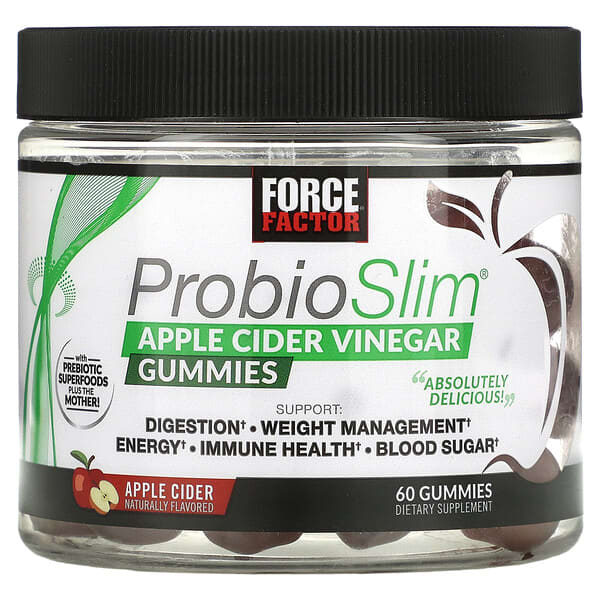 FORCE
FACTOR®
ProbioSlim®
APPLE CIDER VINEGAR
GUMMIES
with
PREBIOTIC
SUPERFOODS
PLUS THE
MOTHER!
“ABSOLUTELY
DELICIOUS!”
SUPPORT:
DIGESTION† • WEIGHT MANAGEMENT†
ENERGY† • IMMUNE HEALTH† • BLOOD SUGAR†
APPLE CIDER
NATURALLY FLAVORED
60 GUMMIES
DIETARY SUPPLEMENT